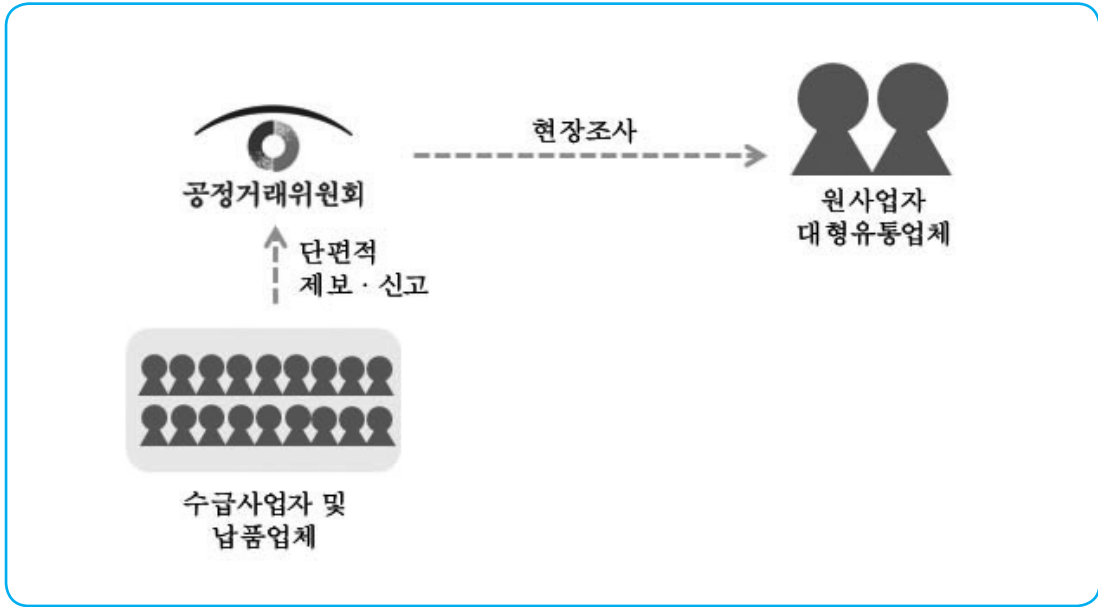 현장조사
공정거래위원회
원사업자
대형유통업체
단편적
제보 · 신고
수급사업자 및
납품업체